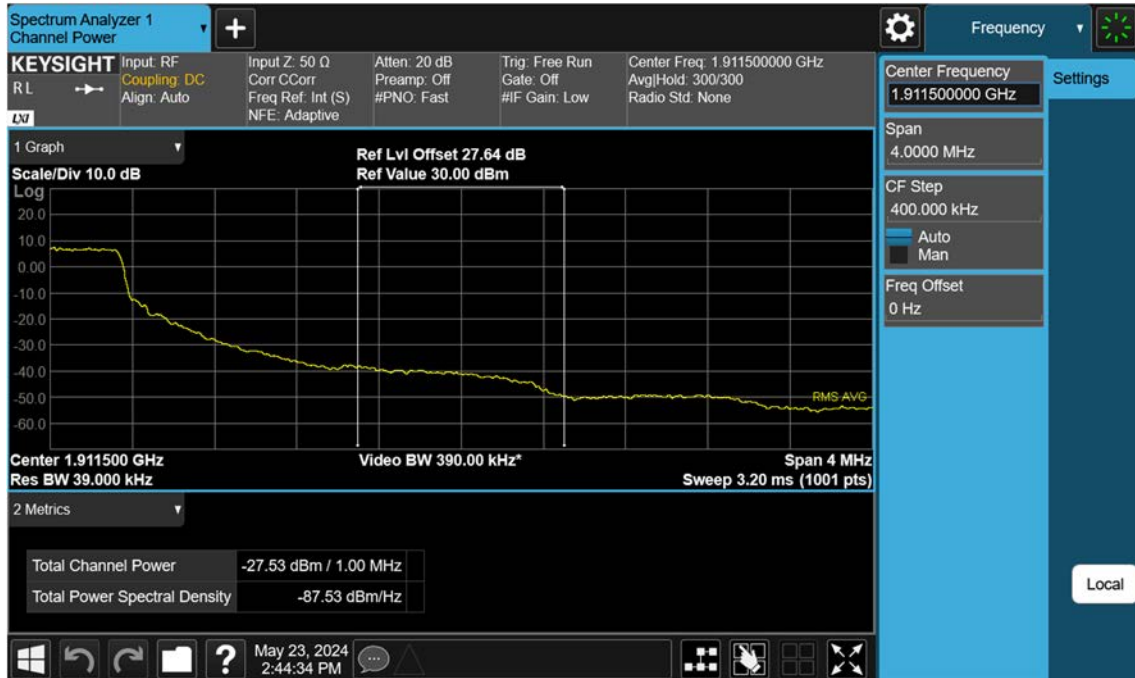 Spectrum Analyzer 1
Channel Power
+
Frequency
KEYSIGHT
R L
LXI
Input: RF
Coupling: DC
Align: Auto
Input Z: 50 Ω
Corr CCorr
Freq Ref: Int (S)
NFE: Adaptive
Atten: 20 dB
Preamp: Off
#PNO: Fast
Trig: Free Run
Gate: Off
#IF Gain: Low
Center Freq: 1.911500000 GHz
Avg|Hold: 300/300
Radio Std: None
Center Frequency
1.911500000 GHz
Settings
Span
4.0000 MHz
CF Step
400.000 kHz
Auto
Man
Freq Offset
0 Hz
1 Graph
Ref Lvl Offset 27.64 dB
Scale/Div 10.0 dB
Ref Value 30.00 dBm
Log
20.0
10.0
0.00
-10.0
-20.0
-30.0
-40.0
-50.0
RMS AVG
-60.0
Center 1.911500 GHz
Video BW 390.00 kHz*
Span 4 MHz
Res BW 39.000 kHz
Sweep 3.20 ms (1001 pts)
2 Metrics
Total Channel Power -27.53 dBm / 1.00 MHz
Total Power Spectral Density -87.53 dBm/Hz
Local
?
May 23, 2024
2:44:34 PM